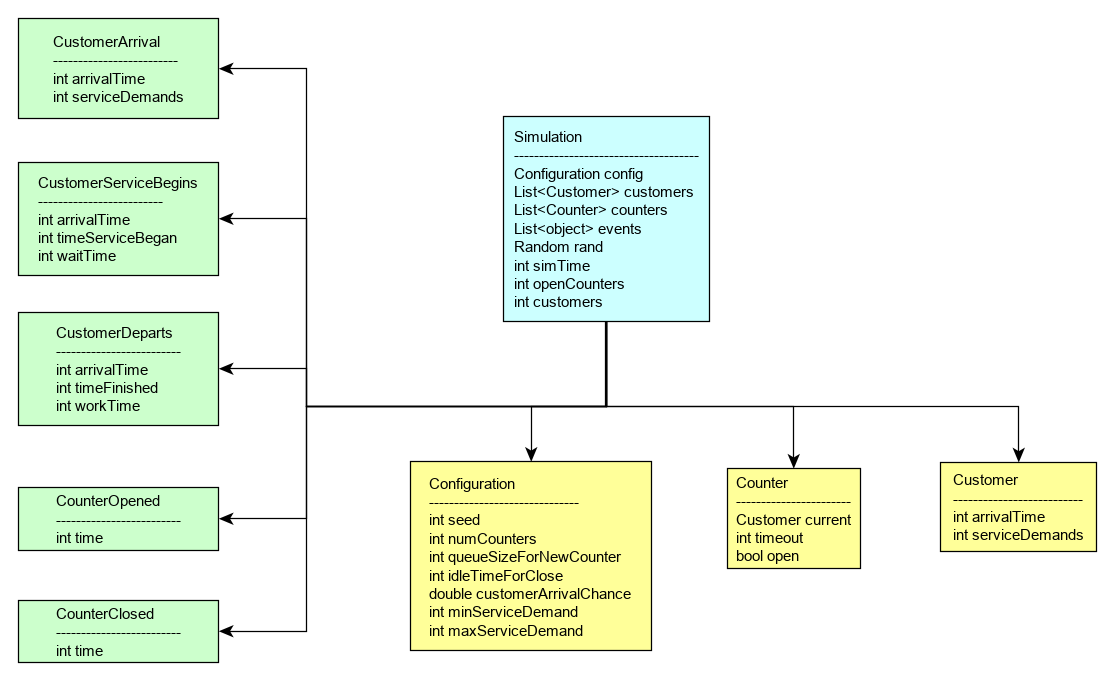 CustomerArrival
-------------------------
int arrivalTime
int serviceDemands
CustomerServiceBegins
-------------------------
int arrivalTime
int timeServiceBegan
int waitTime
CustomerDeparts
-------------------------
int arrivalTime
int timeFinished
int workTime
CounterOpened
-------------------------
int time
CounterClosed
-------------------------
int time
Simulation
-------------------------------------
Configuration config
List<Customer> customers
List<Counter> counters
List<object> events
Random rand
int simTime
int openCounters
int customers
Configuration
------------------------------
int seed
int numCounters
int queueSizeForNewCounter
int idleTimeForClose
double customerArrivalChance
int minServiceDemand
int maxServiceDemand
Counter
-----------------------
Customer current
int timeout
bool open
Customer
--------------------------
int arrivalTime
int serviceDemands